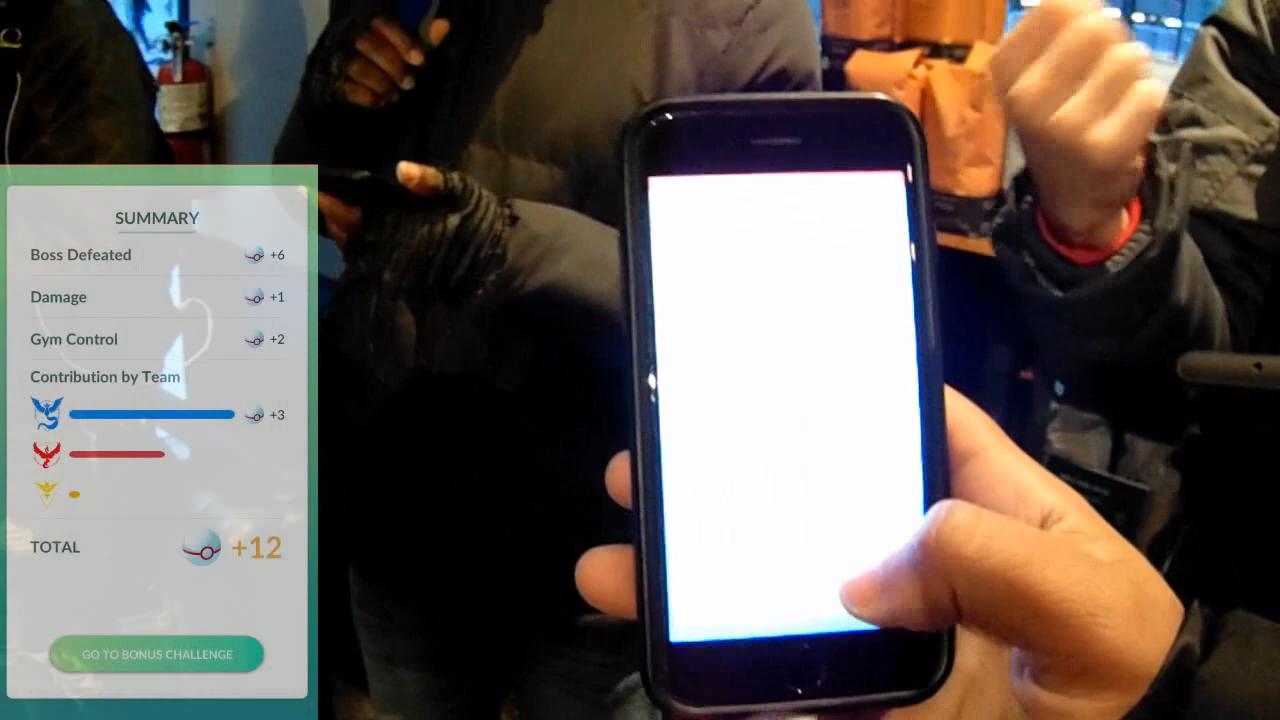 SUMMARY
Boss Defeated +6
Damage +1
Gym Control +2
Contribution by Team
+3
TOTAL +12
GO TO BONUS CHALLENGE